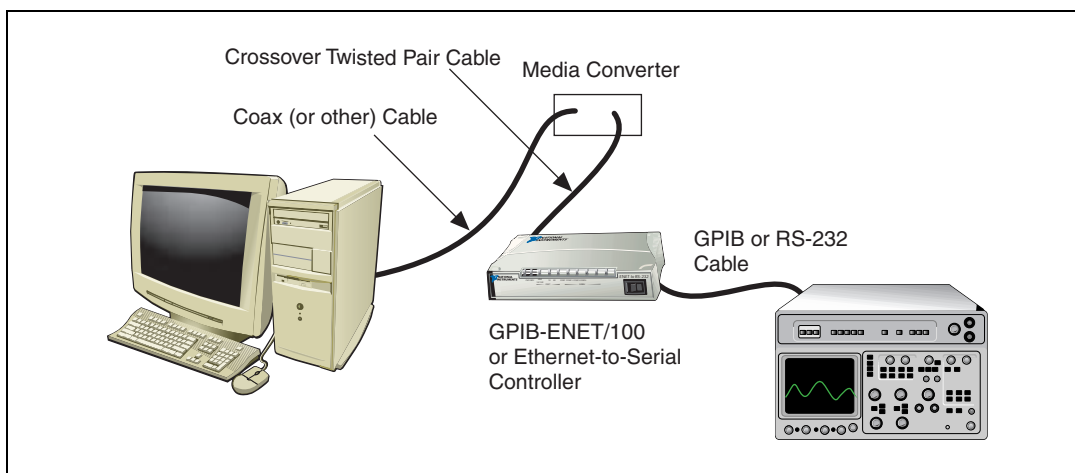 Crossover Twisted Pair Cable
Media Converter
Coax (or other) Cable
GPIB or RS-232
Cable
GPIB-ENET/100
or Ethernet-to-Serial
Controller